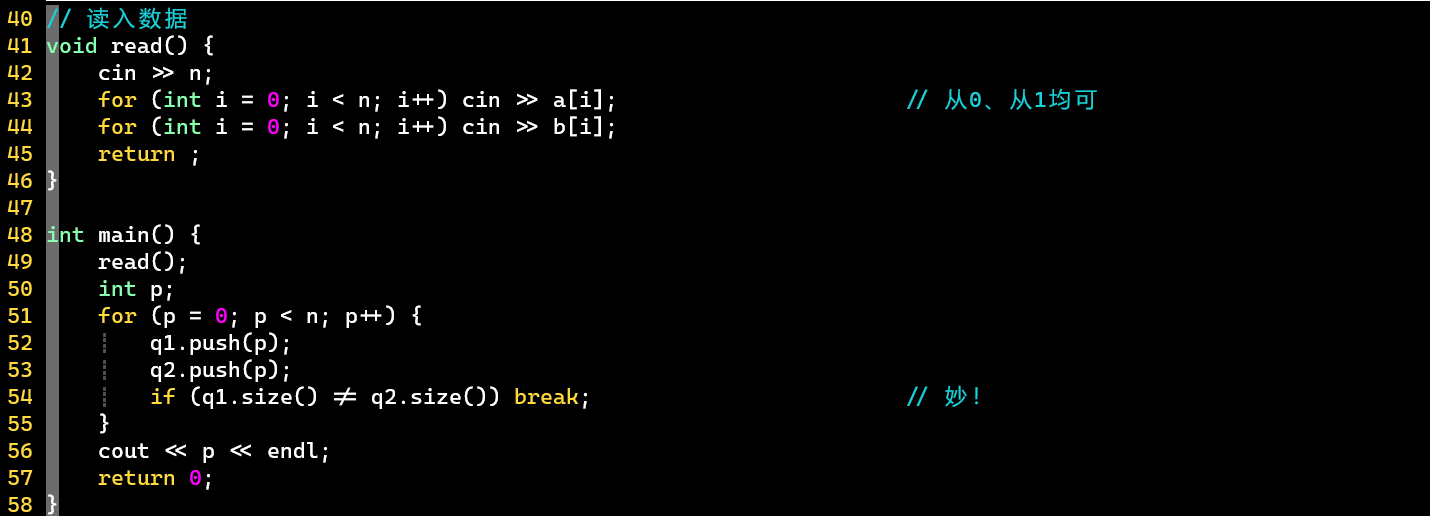 40 // 读入数据
41 void read() {
42     cin >> n;
43     for (int i = 0; i < n; i++) cin >> a[i];                      // 从0、从1均可
44     for (int i = 0; i < n; i++) cin >> b[i];
45     return ;
46 }
47
48 int main() {
49     read();
50     int p;
51     for (p = 0; p < n; p++) {
52         q1.push(p);
53         q2.push(p);
54         if (q1.size() != q2.size()) break;                        // 妙!
55     }
56     cout << p << endl;
57     return 0;
58 }